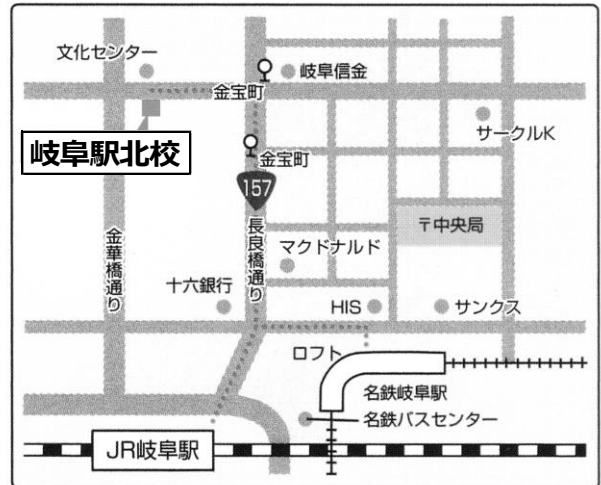 文化センター
岐阜信金
金宝町
サークルK
岐阜駅北校
金宝町
157
〒中央局
金華橋通り
長良橋通り
マクドナルド
十六銀行
HIS
サンクス
ロフト
名鉄岐阜駅
名鉄バスセンター
JR岐阜駅